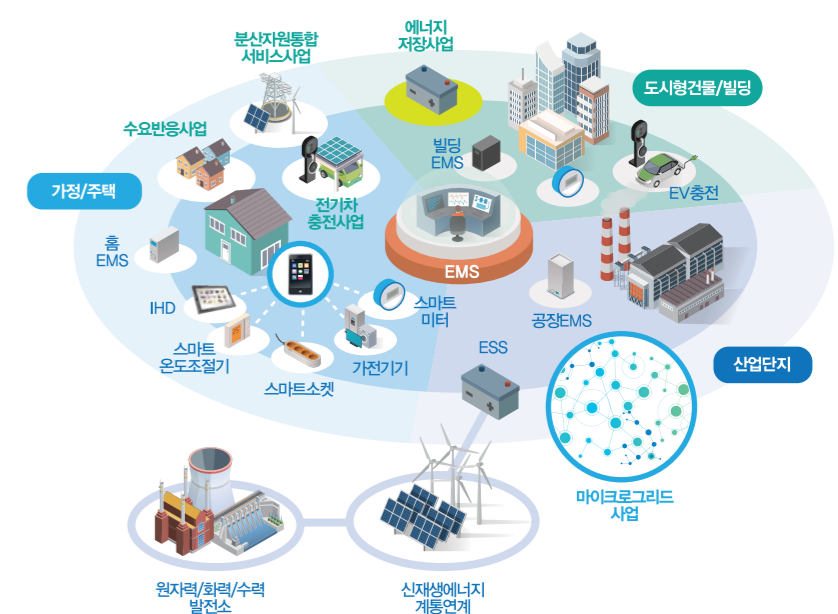 에너지
저장사업
분산자원통합
서비스사업
도시형건물/빌딩
수요반응사업
빌딩
EMS
가정/주택
전기차
충전사업
EV충전
홈
EMS
EMS
IHD
스마트
미터
공장EMS
스마트
온도조절기
가전기기
ESS
산업단지
스마트소켓
마이크로그리드
사업
원자력/화력/수력
발전소
신재생에너지
계통연계